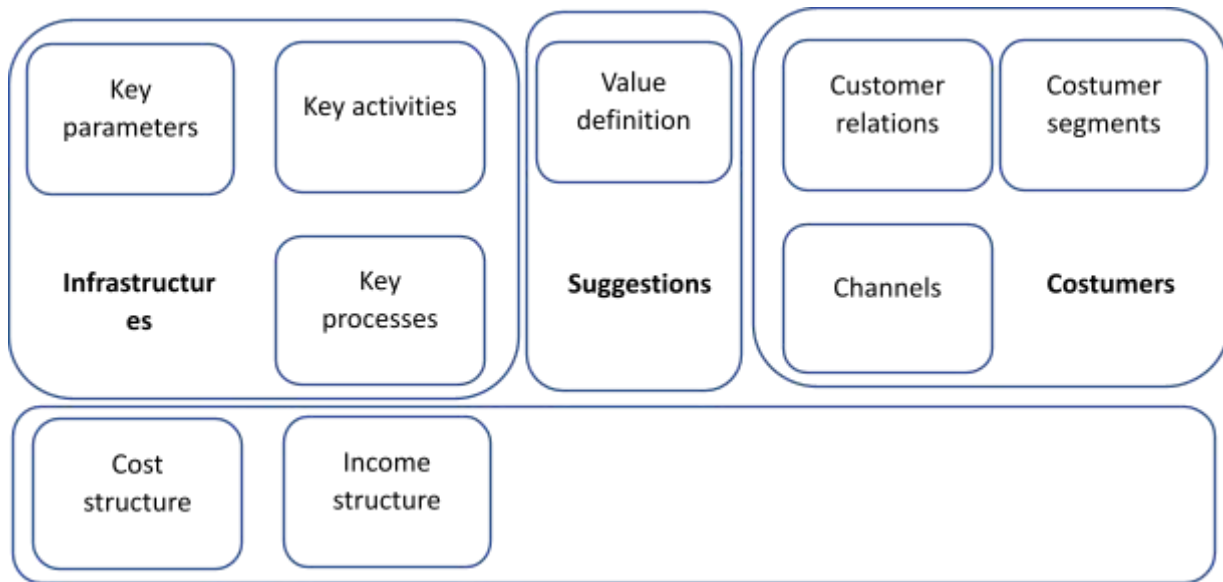 Key
parameters
Key activities
Value
definition
Customer
relations
Costumer
segments
Infrastructur
es
Key
processes
Suggestions
Channels
Costumers
Cost
structure
Income
structure